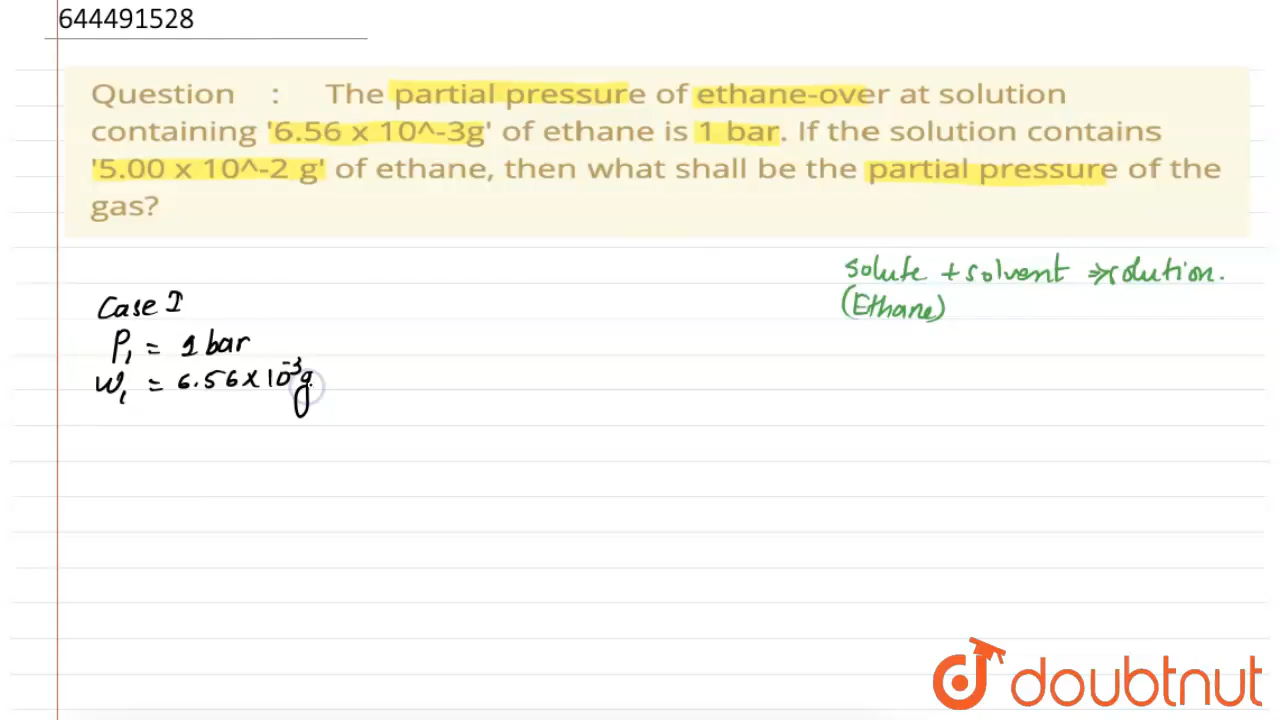 644491528
Question : The partial pressure of ethane-over at solution
containing '6.56 x 10^-3g' of ethane is 1 bar. If the solution contains
'5.00 x 10^-2 g' of ethane, then what shall be the partial pressure of the
gas?
solute + solvent ⇒ solution.
(Ethane)
Case I
P₁ = 1 bar
W₁ = 6.56 × 10⁻³g
doubtnut